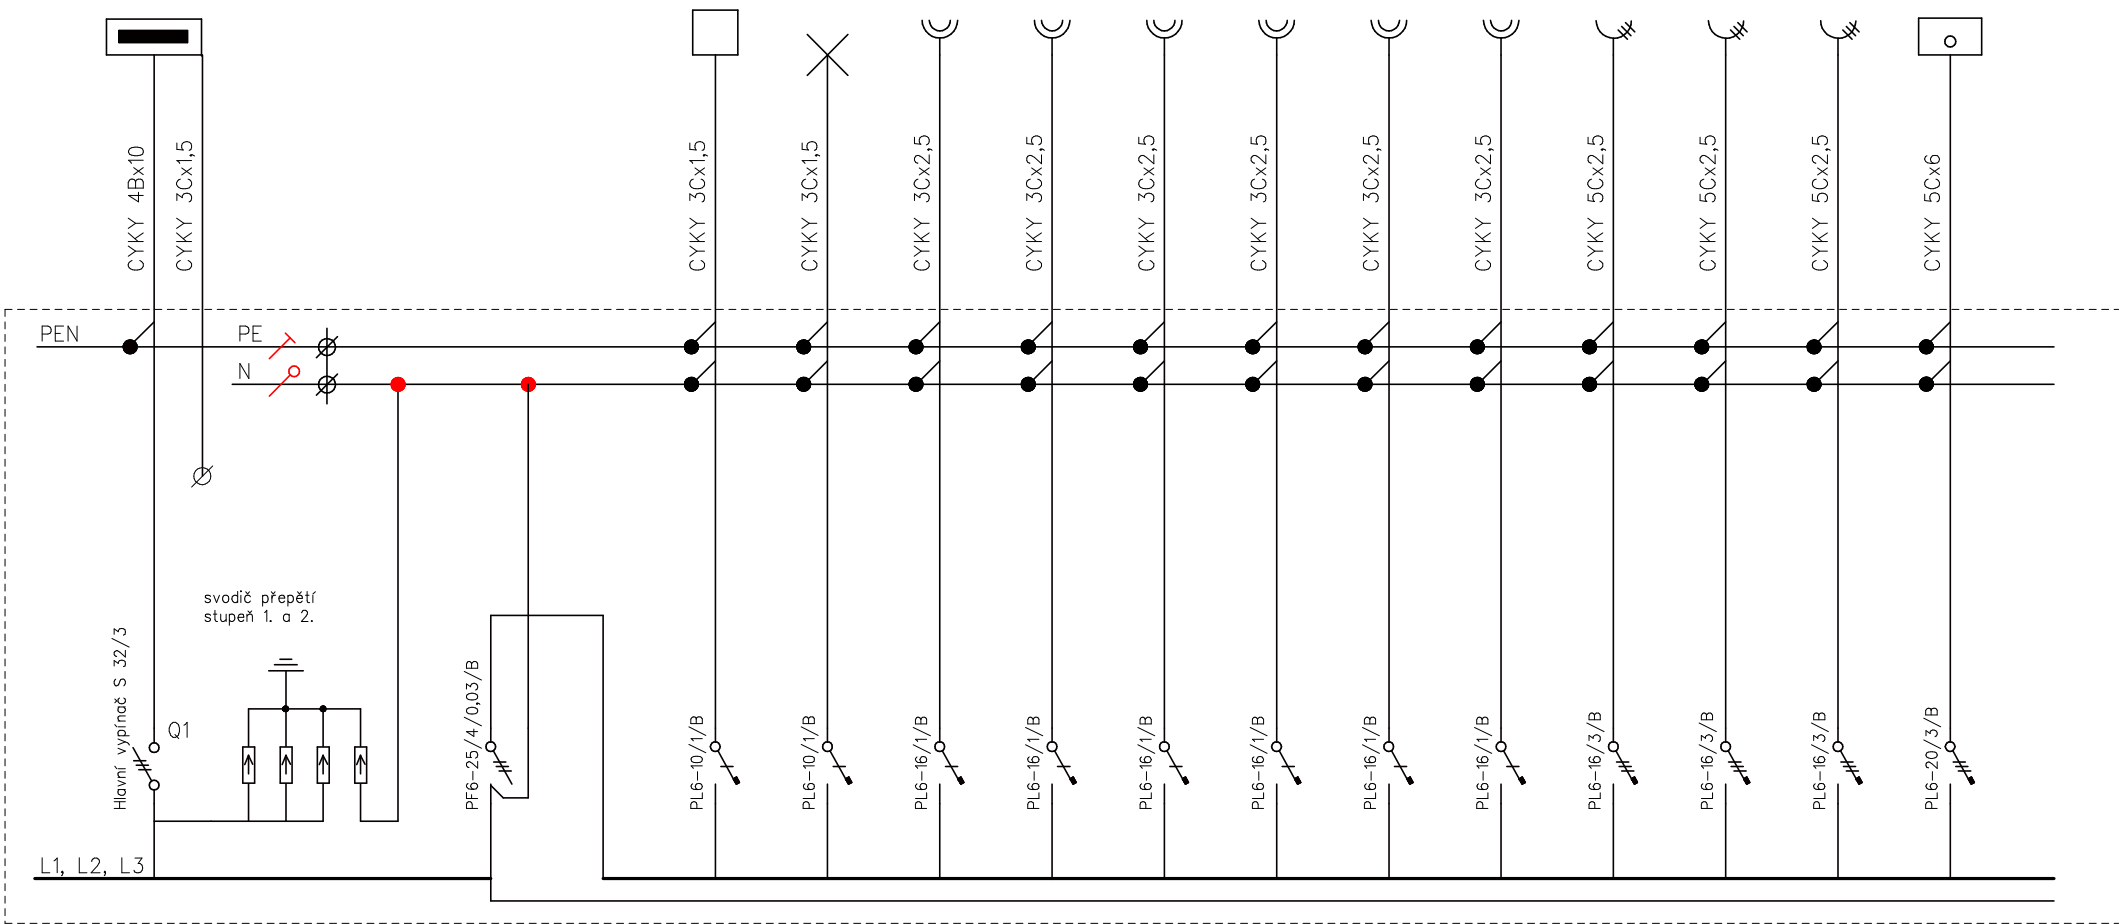 CYKY 4Bx10
CYKY 3Cx1,5
CYKY 3Cx1,5
CYKY 3Cx1,5
CYKY 3Cx2,5
CYKY 3Cx2,5
CYKY 3Cx2,5
CYKY 3Cx2,5
CYKY 3Cx2,5
CYKY 3Cx2,5
CYKY 5Cx2,5
CYKY 5Cx2,5
CYKY 5Cx2,5
CYKY 5Cx6
PEN
PE
N
svodič přepětí
stupeň 1. a 2.
Hlavní vypínač S 32/3
Q1
PF6-25/4/0,03/B
PL6-10/1/B
PL6-10/1/B
PL6-16/1/B
PL6-16/1/B
PL6-16/1/B
PL6-16/1/B
PL6-16/1/B
PL6-16/1/B
PL6-16/3/B
PL6-16/3/B
PL6-16/3/B
PL6-20/3/B
L1, L2, L3